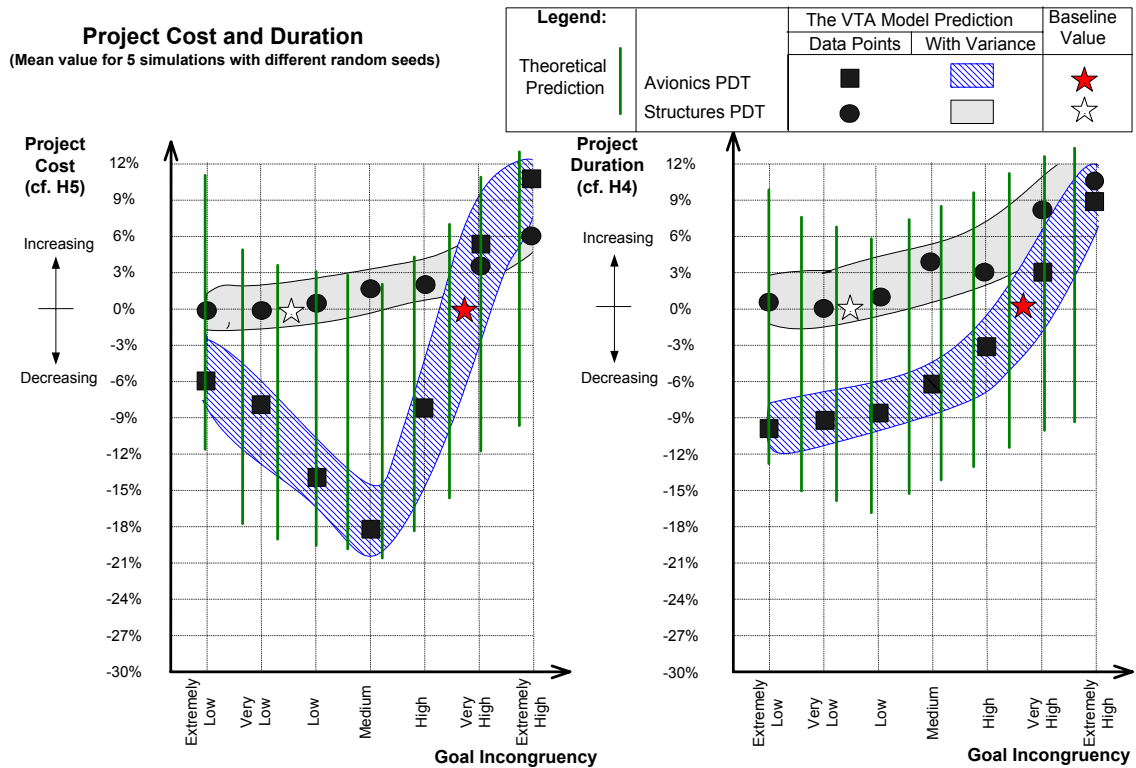 Project Cost and Duration
(Mean value for 5 simulations with different random seeds)
Legend:
Theoretical
Prediction
Avionics PDT
Structures PDT
The VTA Model Prediction
Data Points
With Variance
Baseline
Value
Project
Cost
(cf. H5)
Increasing
Decreasing
12%
9%
6%
3%
0%
-3%
-6%
-9%
-12%
-15%
-18%
-21%
-24%
-27%
-30%
Extremely
Low
Very
Low
Low
Medium
High
Very
High
Extremely
High
Goal Incongruency
Project
Duration
(cf. H4)
Increasing
Decreasing
12%
9%
6%
3%
0%
-3%
-6%
-9%
-12%
-15%
-18%
-21%
-24%
-27%
-30%
Extremely
Low
Very
Low
Low
Medium
High
Very
High
Extremely
High
Goal Incongruency